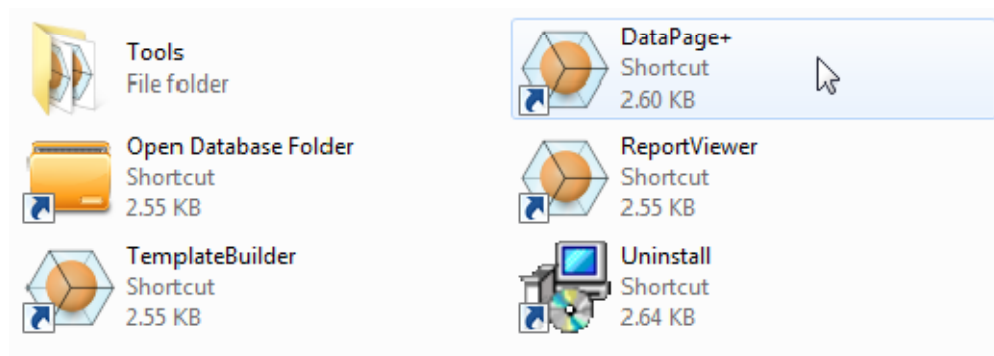 Tools
File folder
DataPage+
Shortcut
2.60 KB
Open Database Folder
Shortcut
2.55 KB
ReportViewer
Shortcut
2.55 KB
TemplateBuilder
Shortcut
2.55 KB
Uninstall
Shortcut
2.64 KB